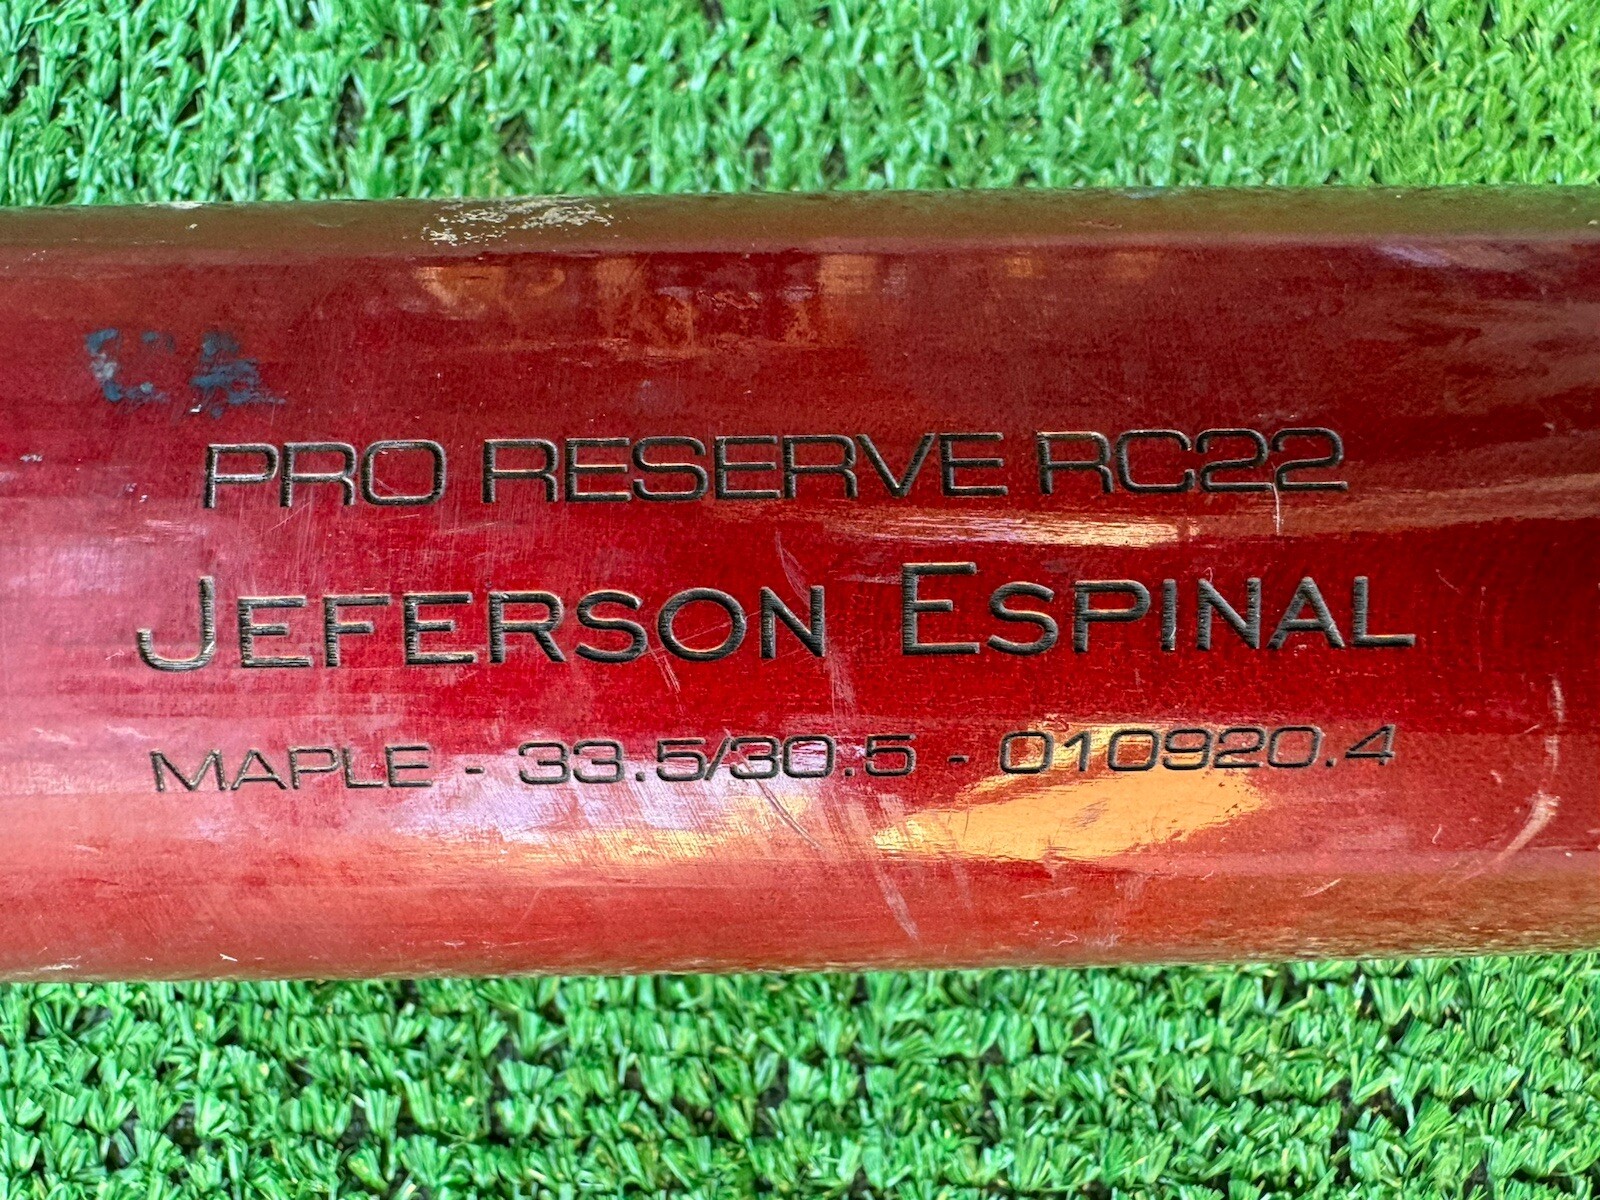 PRO RESERVE RC22
JEFERSON ESPINAL
MAPLE - 33.5/30.5 - 010920.4